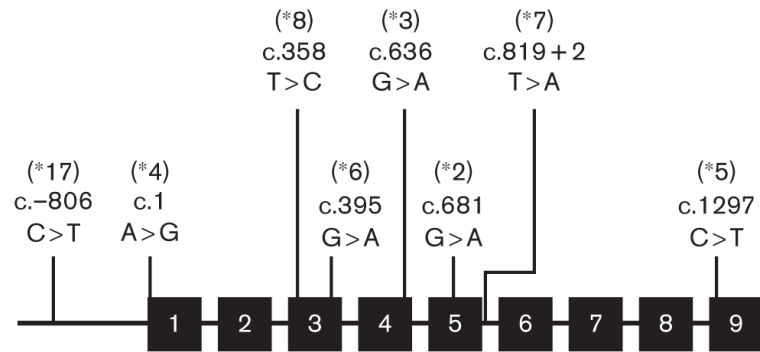 (*8)
c.358
T>C
(*3)
c.636
G>A
(*7)
c.819+2
T>A
(*17)
c.–806
C>T
(*4)
c.1
A>G
(*6)
c.395
G>A
(*2)
c.681
G>A
(*5)
c.1297
C>T
1 2 3 4 5 6 7 8 9